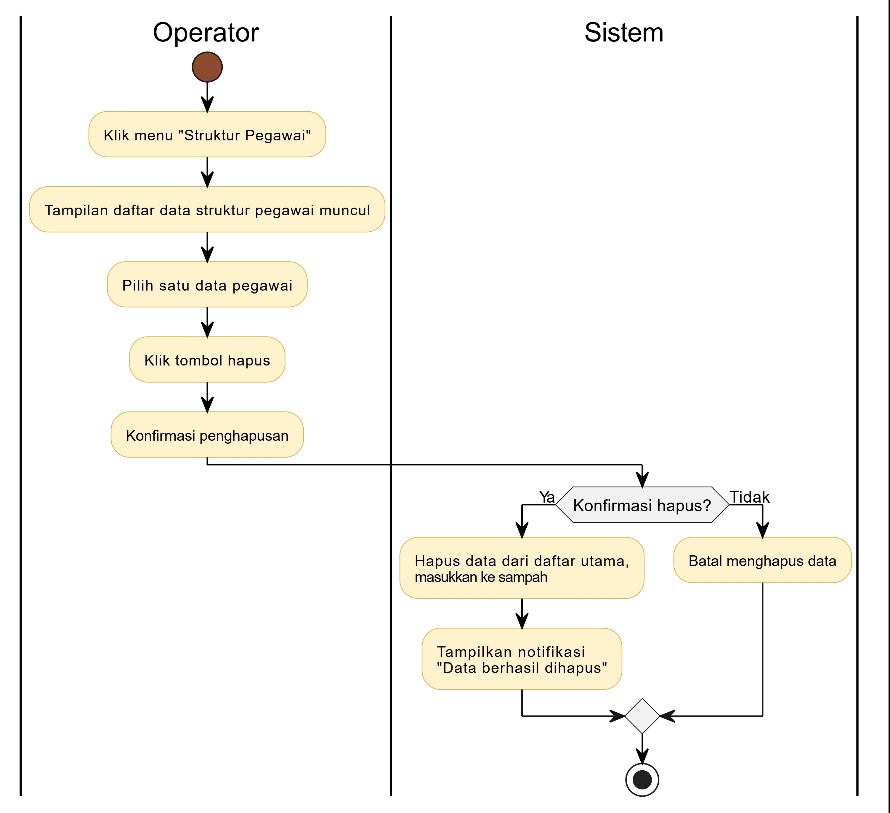 Operator
Sistem
Klik menu "Struktur Pegawai"
Tampilan daftar data struktur pegawai muncul
Pilih satu data pegawai
Klik tombol hapus
Konfirmasi penghapusan
Konfirmasi hapus?
Ya
Tidak
Hapus data dari daftar utama,
masukkan ke sampah
Batal menghapus data
Tampilkan notifikasi
"Data berhasil dihapus"